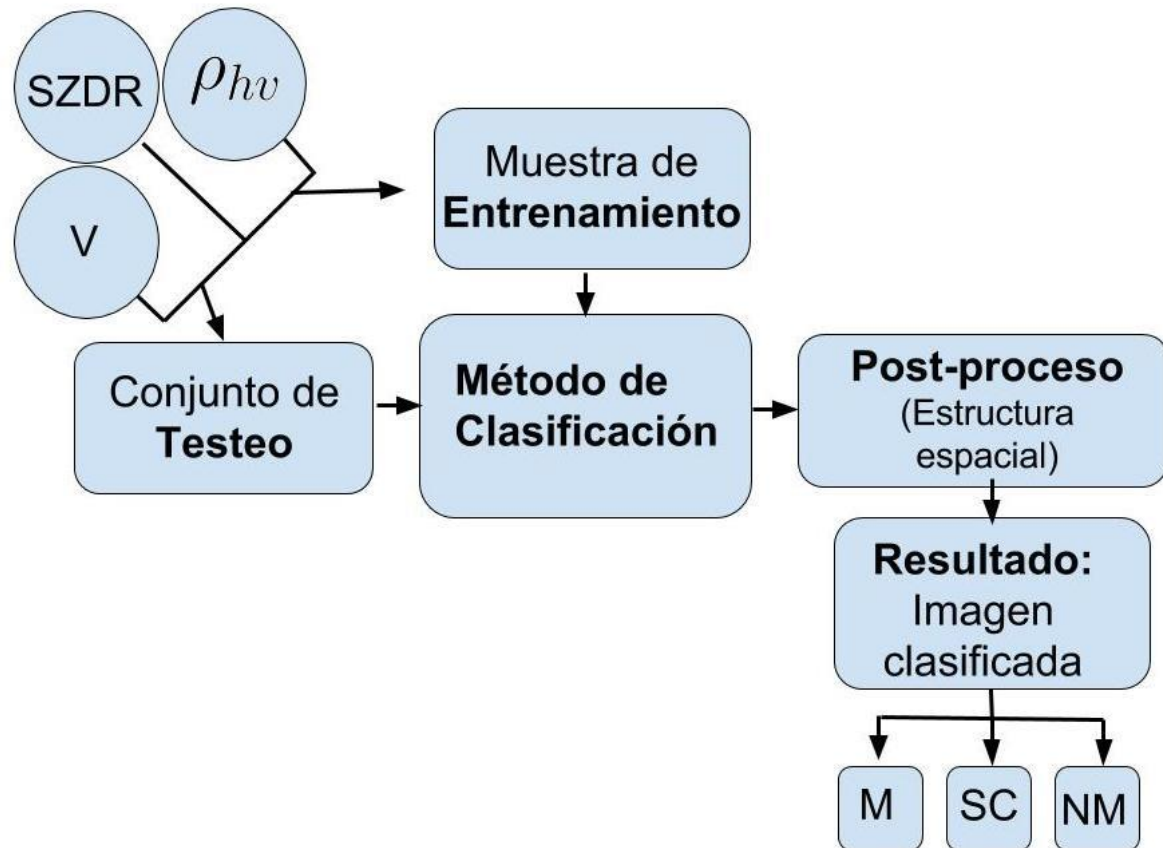 SZDR
ρhv
V
Muestra de
Entrenamiento
Conjunto de
Testeo
Método de
Clasificación
Post-proceso
(Estructura
espacial)
Resultado:
Imagen
clasificada
M
SC
NM